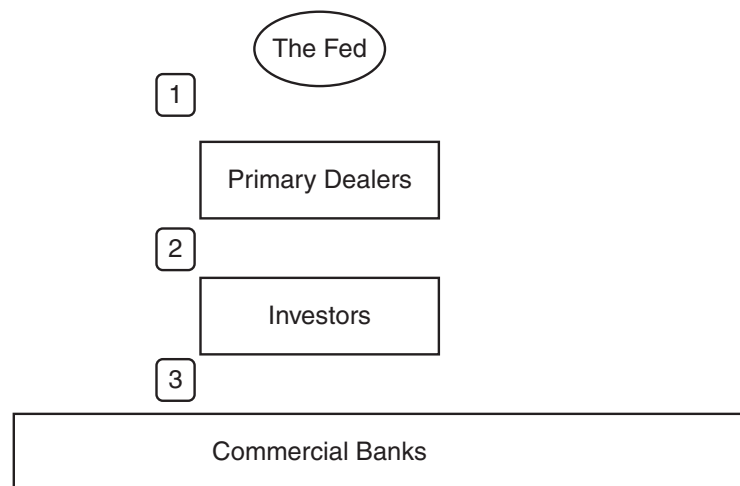 The Fed
1
Primary Dealers
2
Investors
3
Commercial Banks